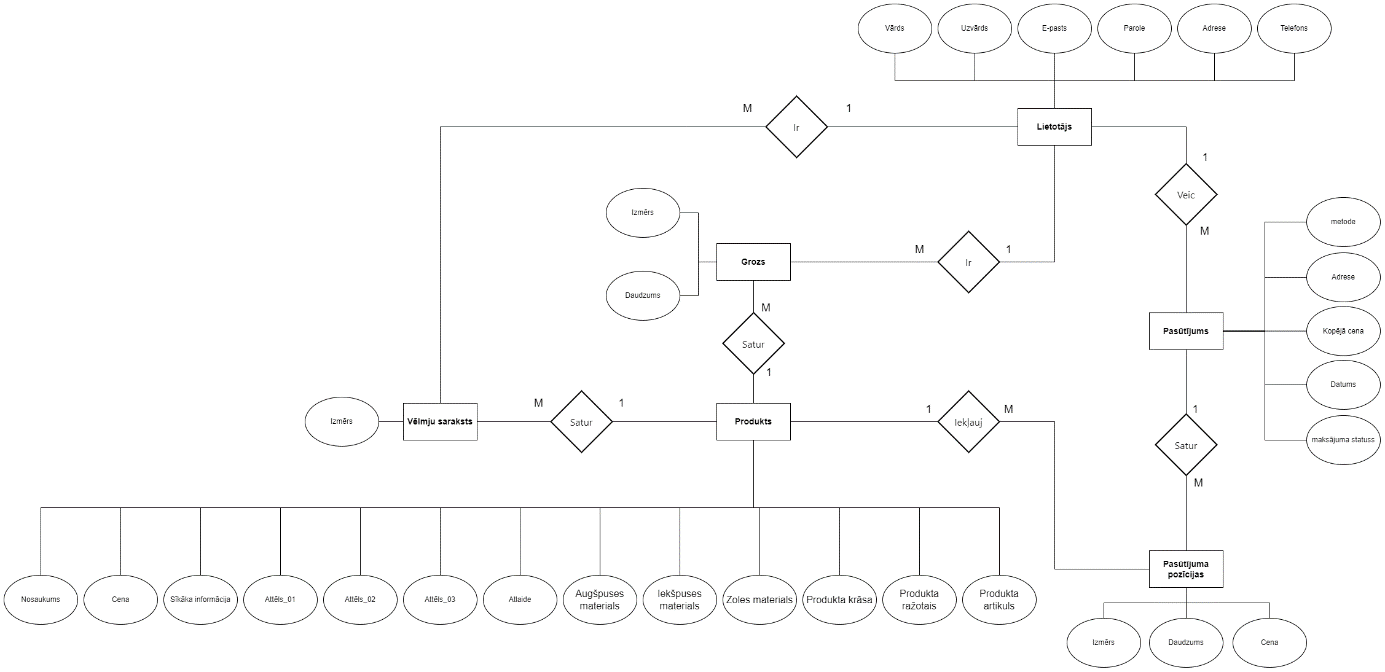 Vārds
Uzvārds
E-pasts
Parole
Adrese
Telefons
M
Ir
1
Lietotājs
1
Veic
M
Izmērs
Grozs
M
Ir
1
Daudzums
M
Satur
1
metode
Adrese
Pasūtījums
Kopējā cena
Datums
maksājuma statuss
Izmērs
Vēlmju saraksts
M
Satur
1
Produkts
1
Iekļauj
M
1
Satur
M
Nosaukums
Cena
Sīkāka informācija
Attēls_01
Attēls_02
Attēls_03
Atlaide
Augšpuses
materials
Iekšpuses
materials
Zoles materials
Produkta krāsa
Produkta
ražotais
Produkta
artikuls
Pasūtījuma
pozīcijas
Izmērs
Daudzums
Cena